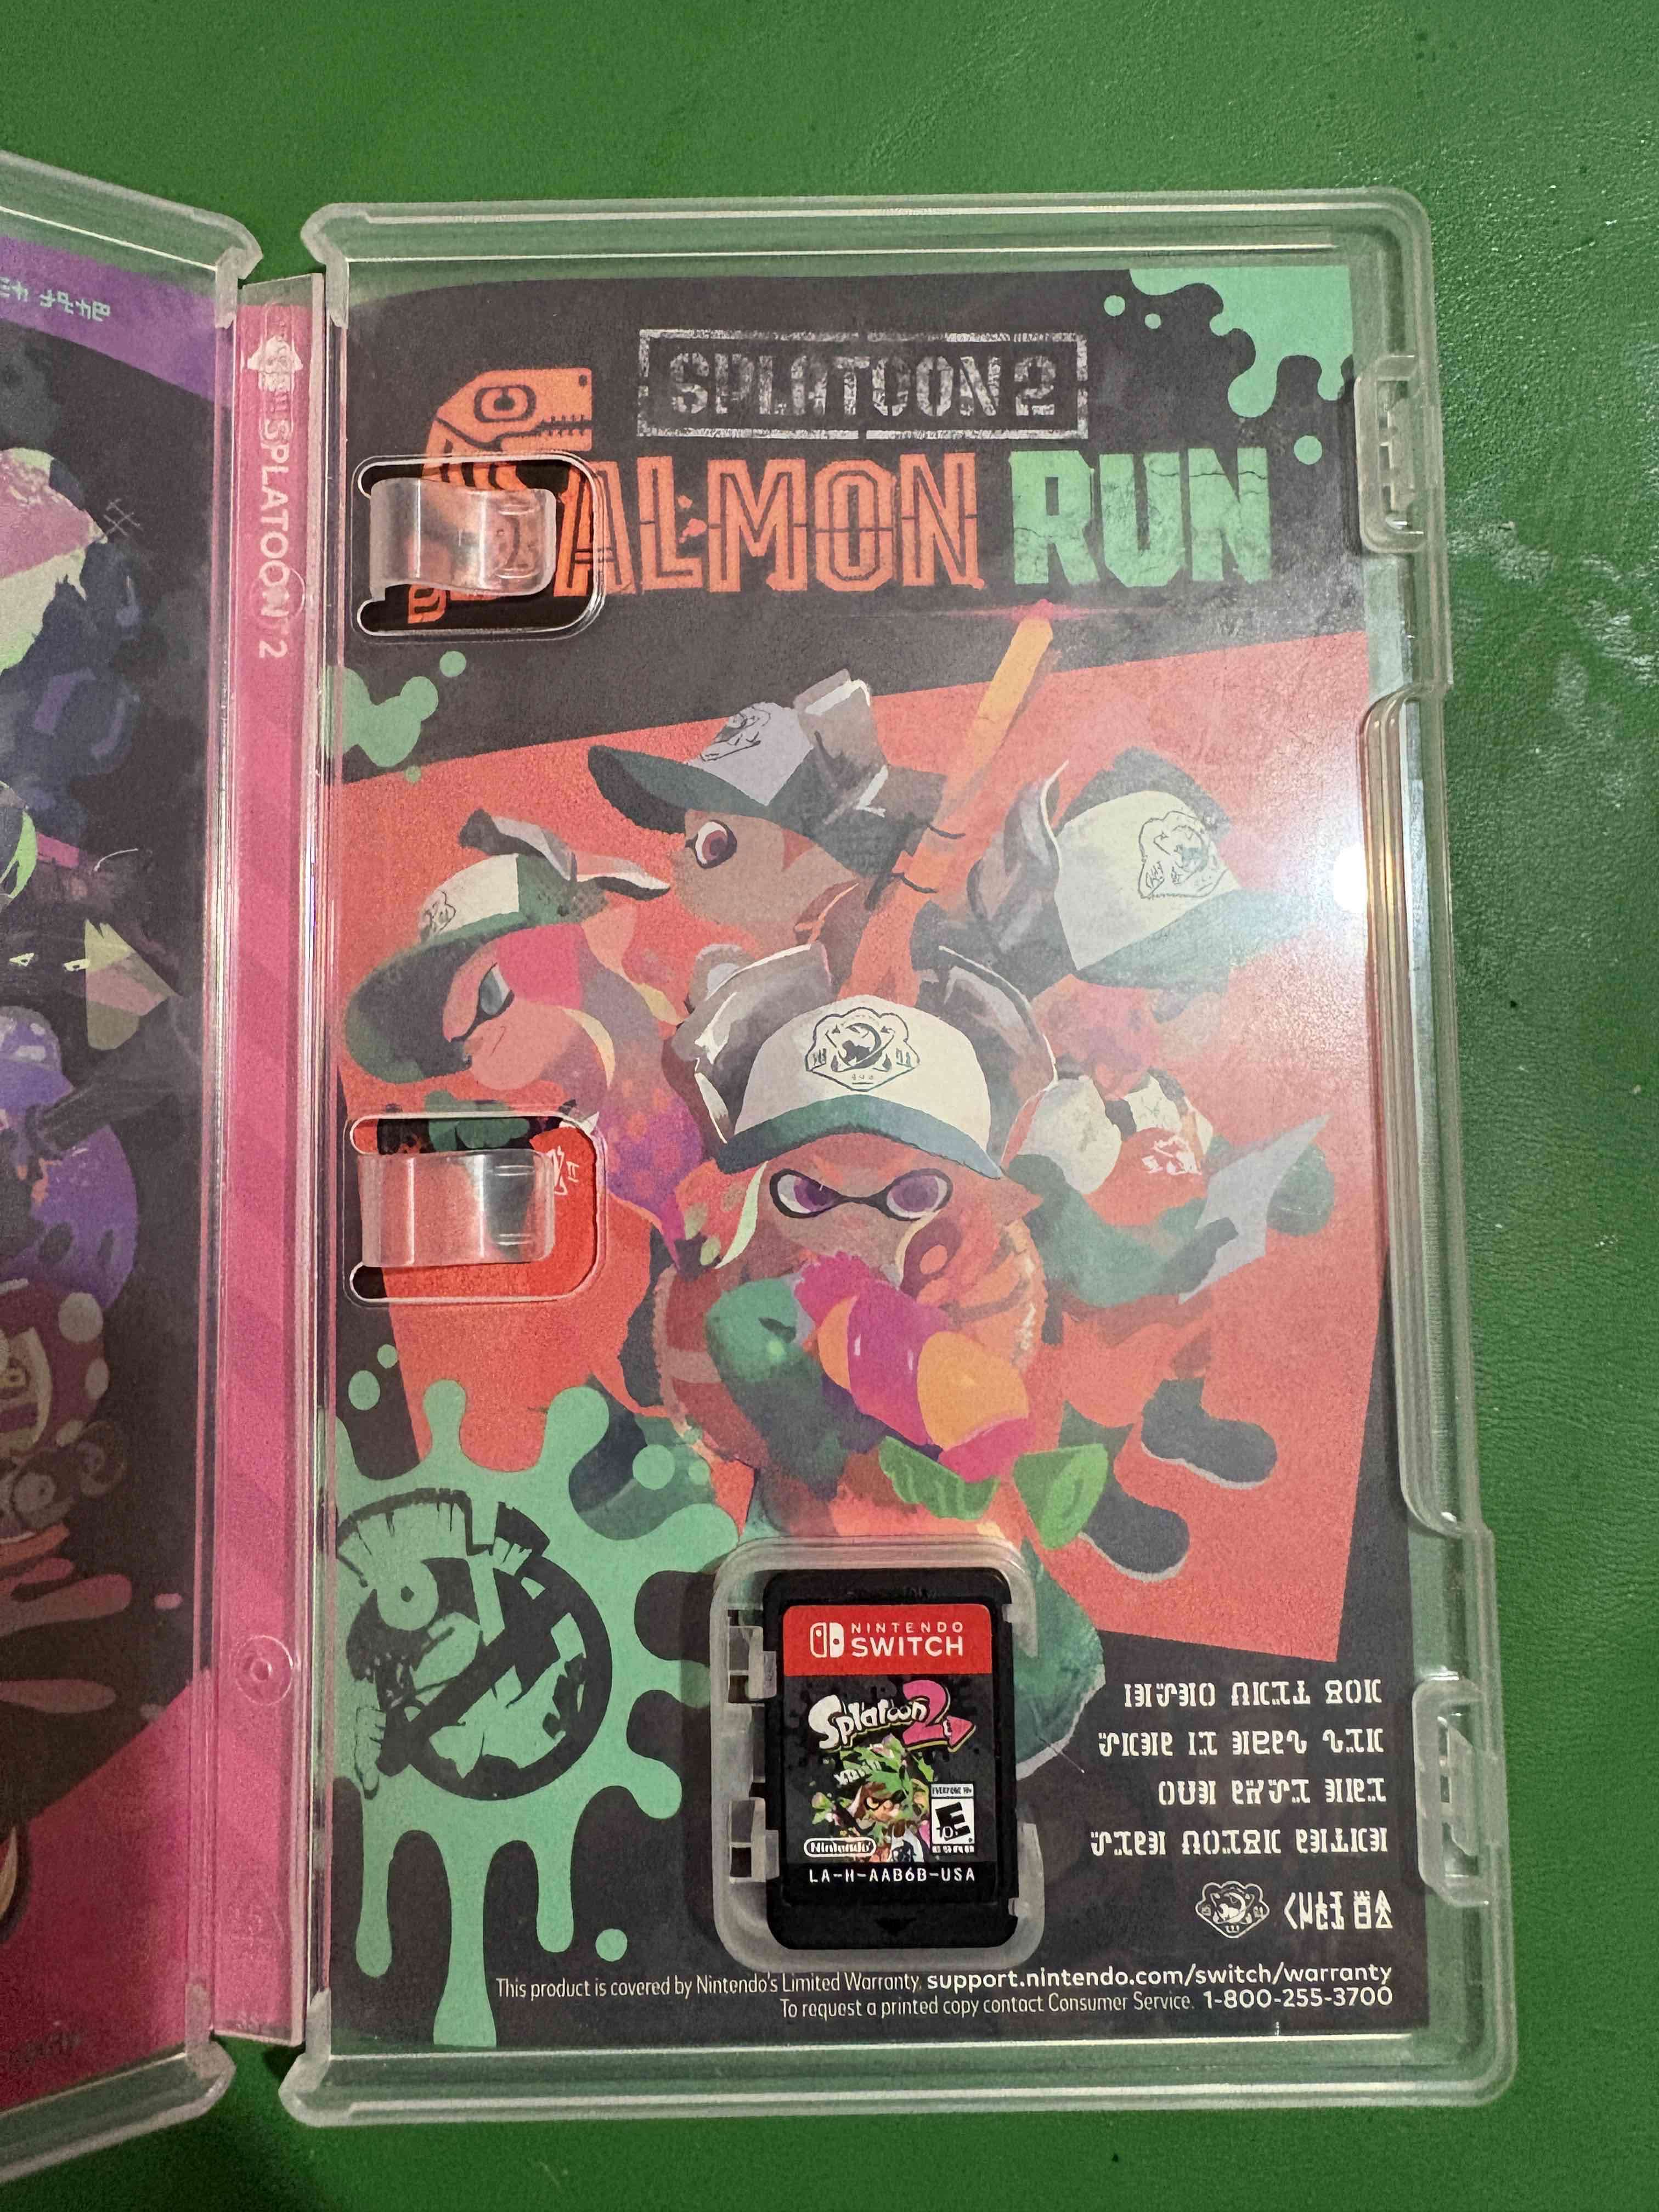 SPLATOON 2
SPLATOON 2
SALMON RUN
NINTENDO
SWITCH
Splatoon 2
EVERYONE 10+
E
10+
ESRB
Nintendo
LA-H-AAB6B-USA
This product is covered by Nintendo's Limited Warranty, support.nintendo.com/switch/warranty
To request a printed copy contact Consumer Service. 1-800-255-3700